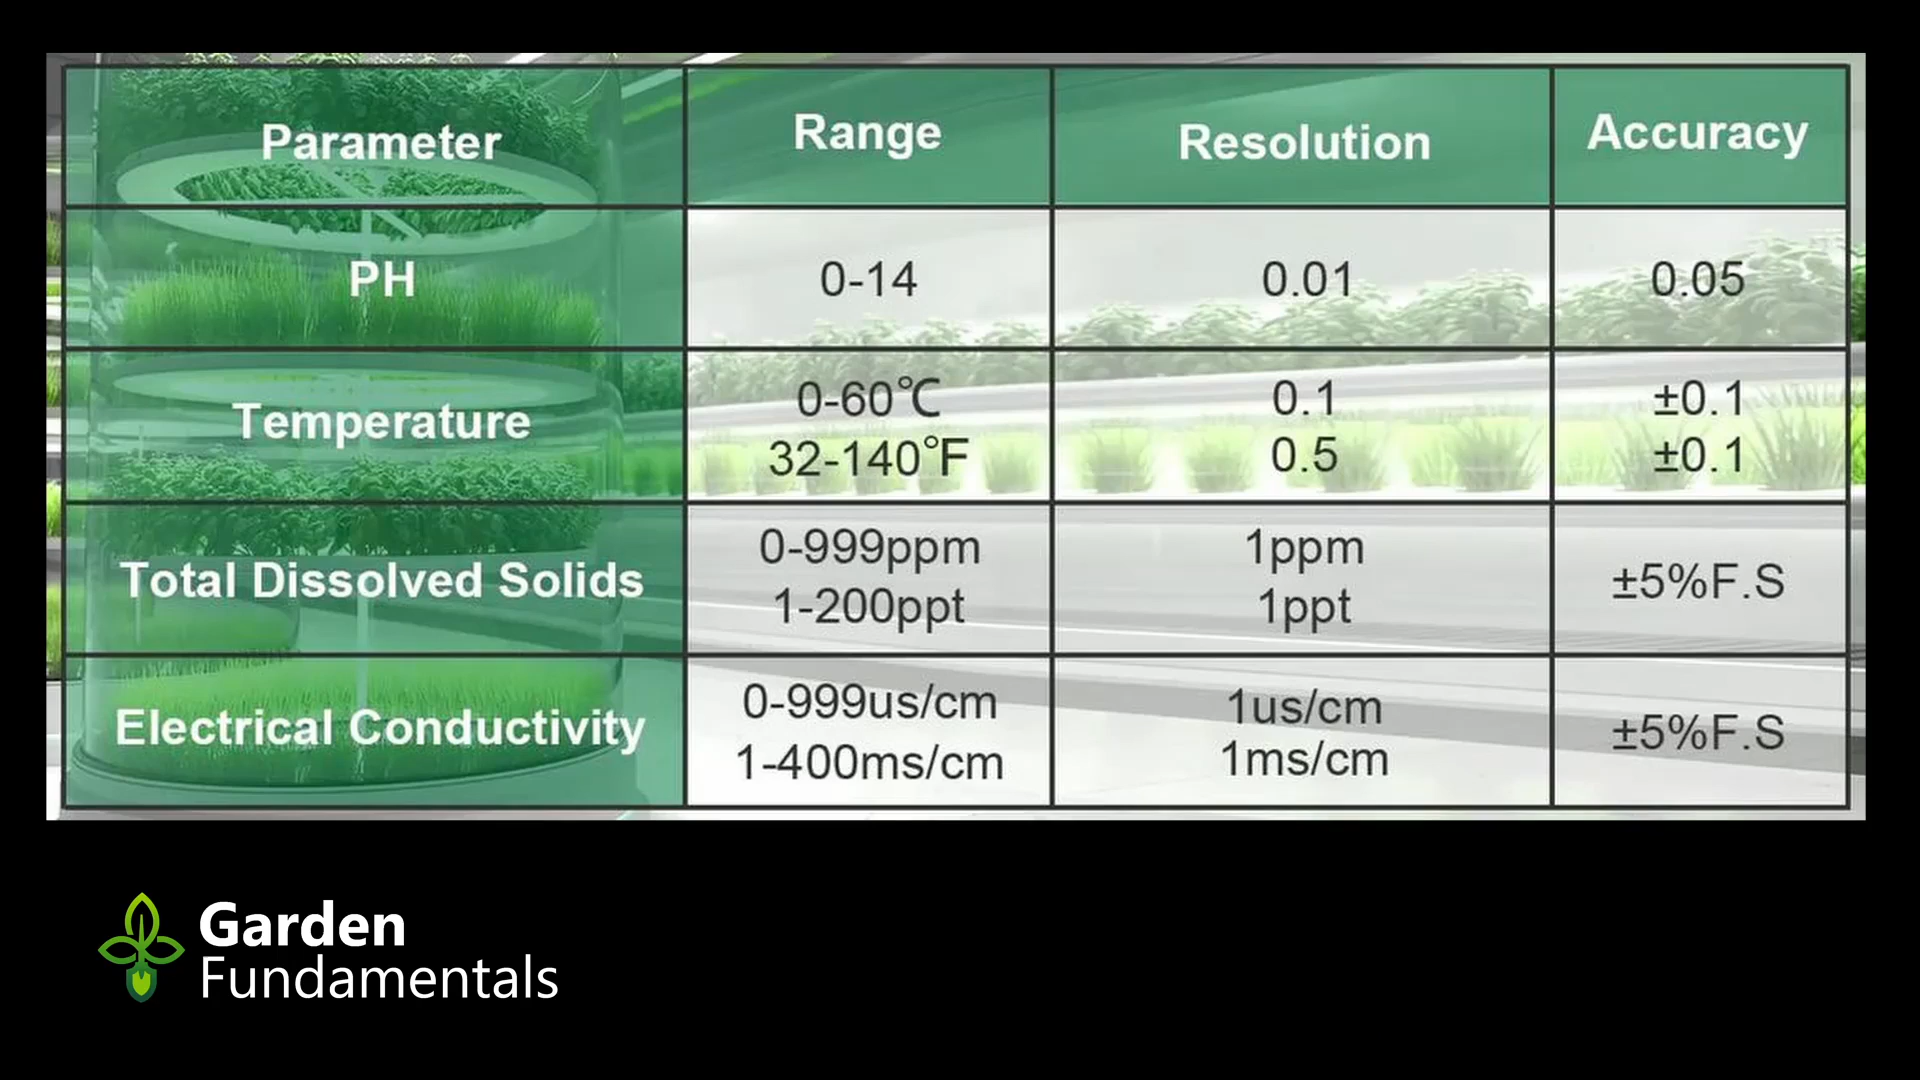 Parameter Range Resolution Accuracy
PH 0-14 0.01 0.05
Temperature
0-60℃ 0.1 ±0.1
32-140℉ 0.5 ±0.1
Total Dissolved Solids
0-999ppm 1ppm
1-200ppt 1ppt
±5%F.S
Electrical Conductivity
0-999us/cm 1us/cm
1-400ms/cm 1ms/cm
±5%F.S
Garden
Fundamentals